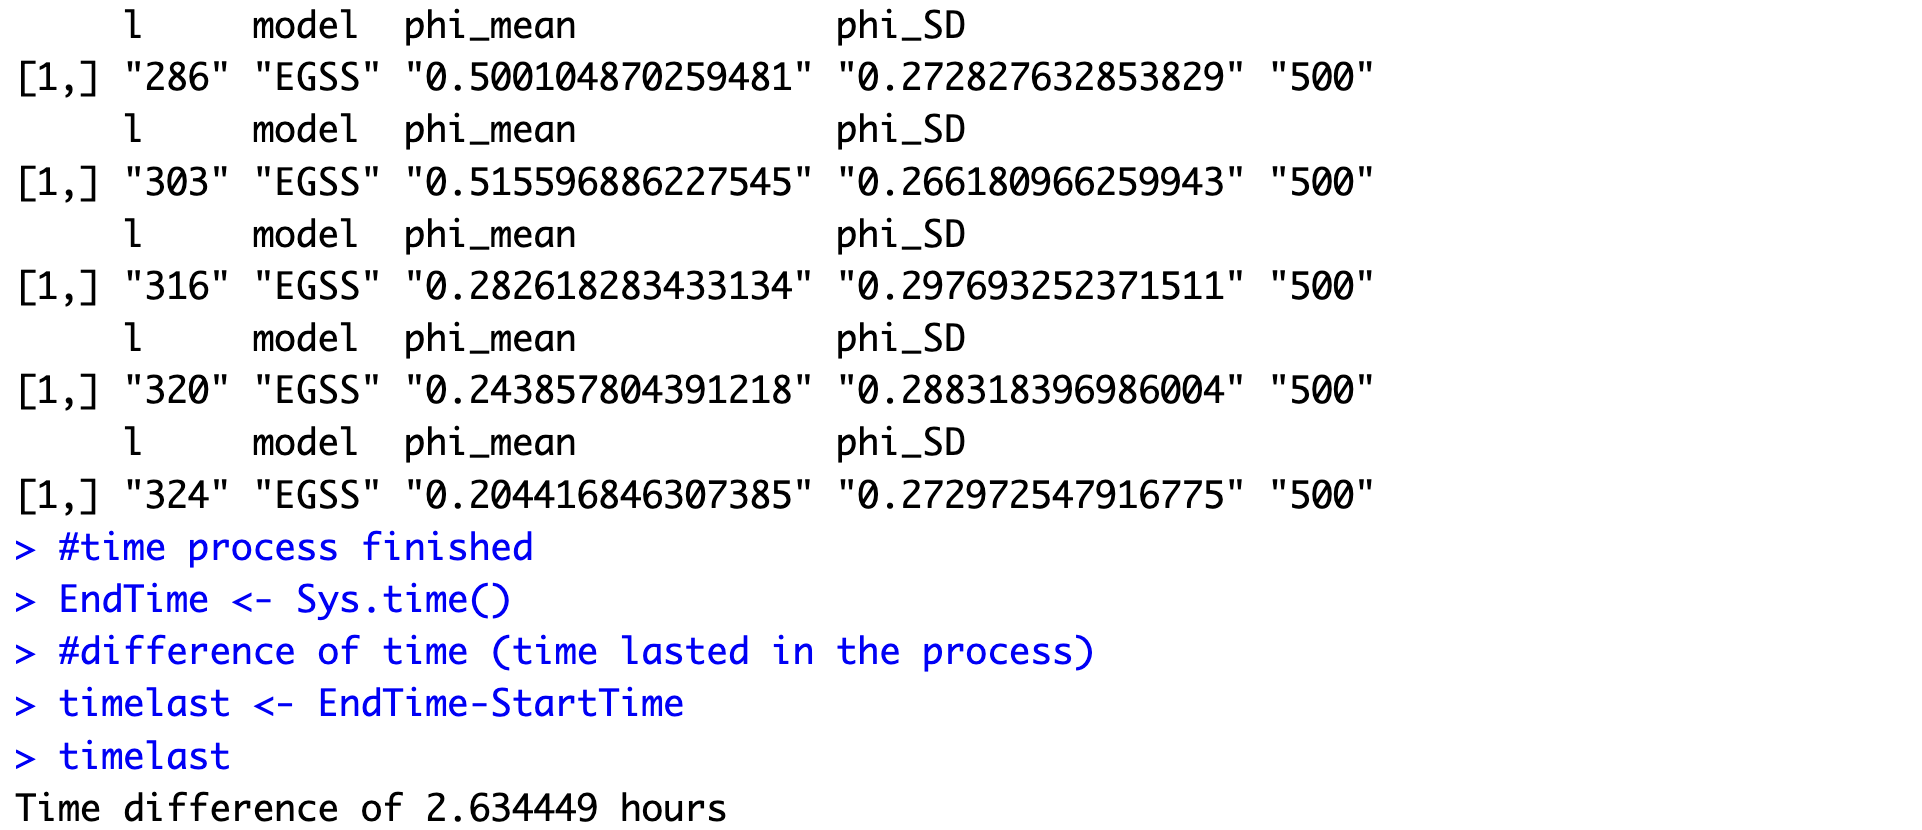 l model phi_mean phi_SD
[1,] "286" "EGSS" "0.500104870259481" "0.272827632853829" "500"
l model phi_mean phi_SD
[1,] "303" "EGSS" "0.515596886227545" "0.266180966259943" "500"
l model phi_mean phi_SD
[1,] "316" "EGSS" "0.282618283433134" "0.297693252371511" "500"
l model phi_mean phi_SD
[1,] "320" "EGSS" "0.243857804391218" "0.288318396986004" "500"
l model phi_mean phi_SD
[1,] "324" "EGSS" "0.204416846307385" "0.272972547916775" "500"
> #time process finished
> EndTime <- Sys.time()
> #difference of time (time lasted in the process)
> timelast <- EndTime-StartTime
> timelast
Time difference of 2.634449 hours